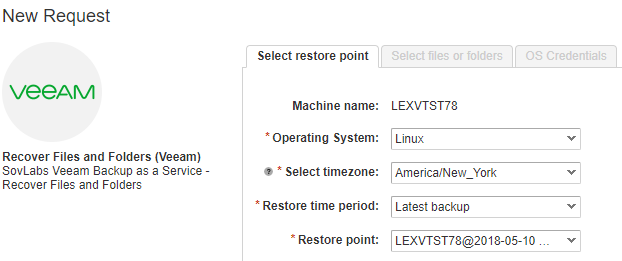 New Request
veeam
Select restore point
Select files or folders
OS Credentials
Machine name: LEXVTST78
* Operating System: Linux
? * Select timezone: America/New_York
* Restore time period: Latest backup
* Restore point: LEXVTST78@2018-05-10 ...
Recover Files and Folders (Veeam)
SovLabs Veeam Backup as a Service -
Recover Files and Folders